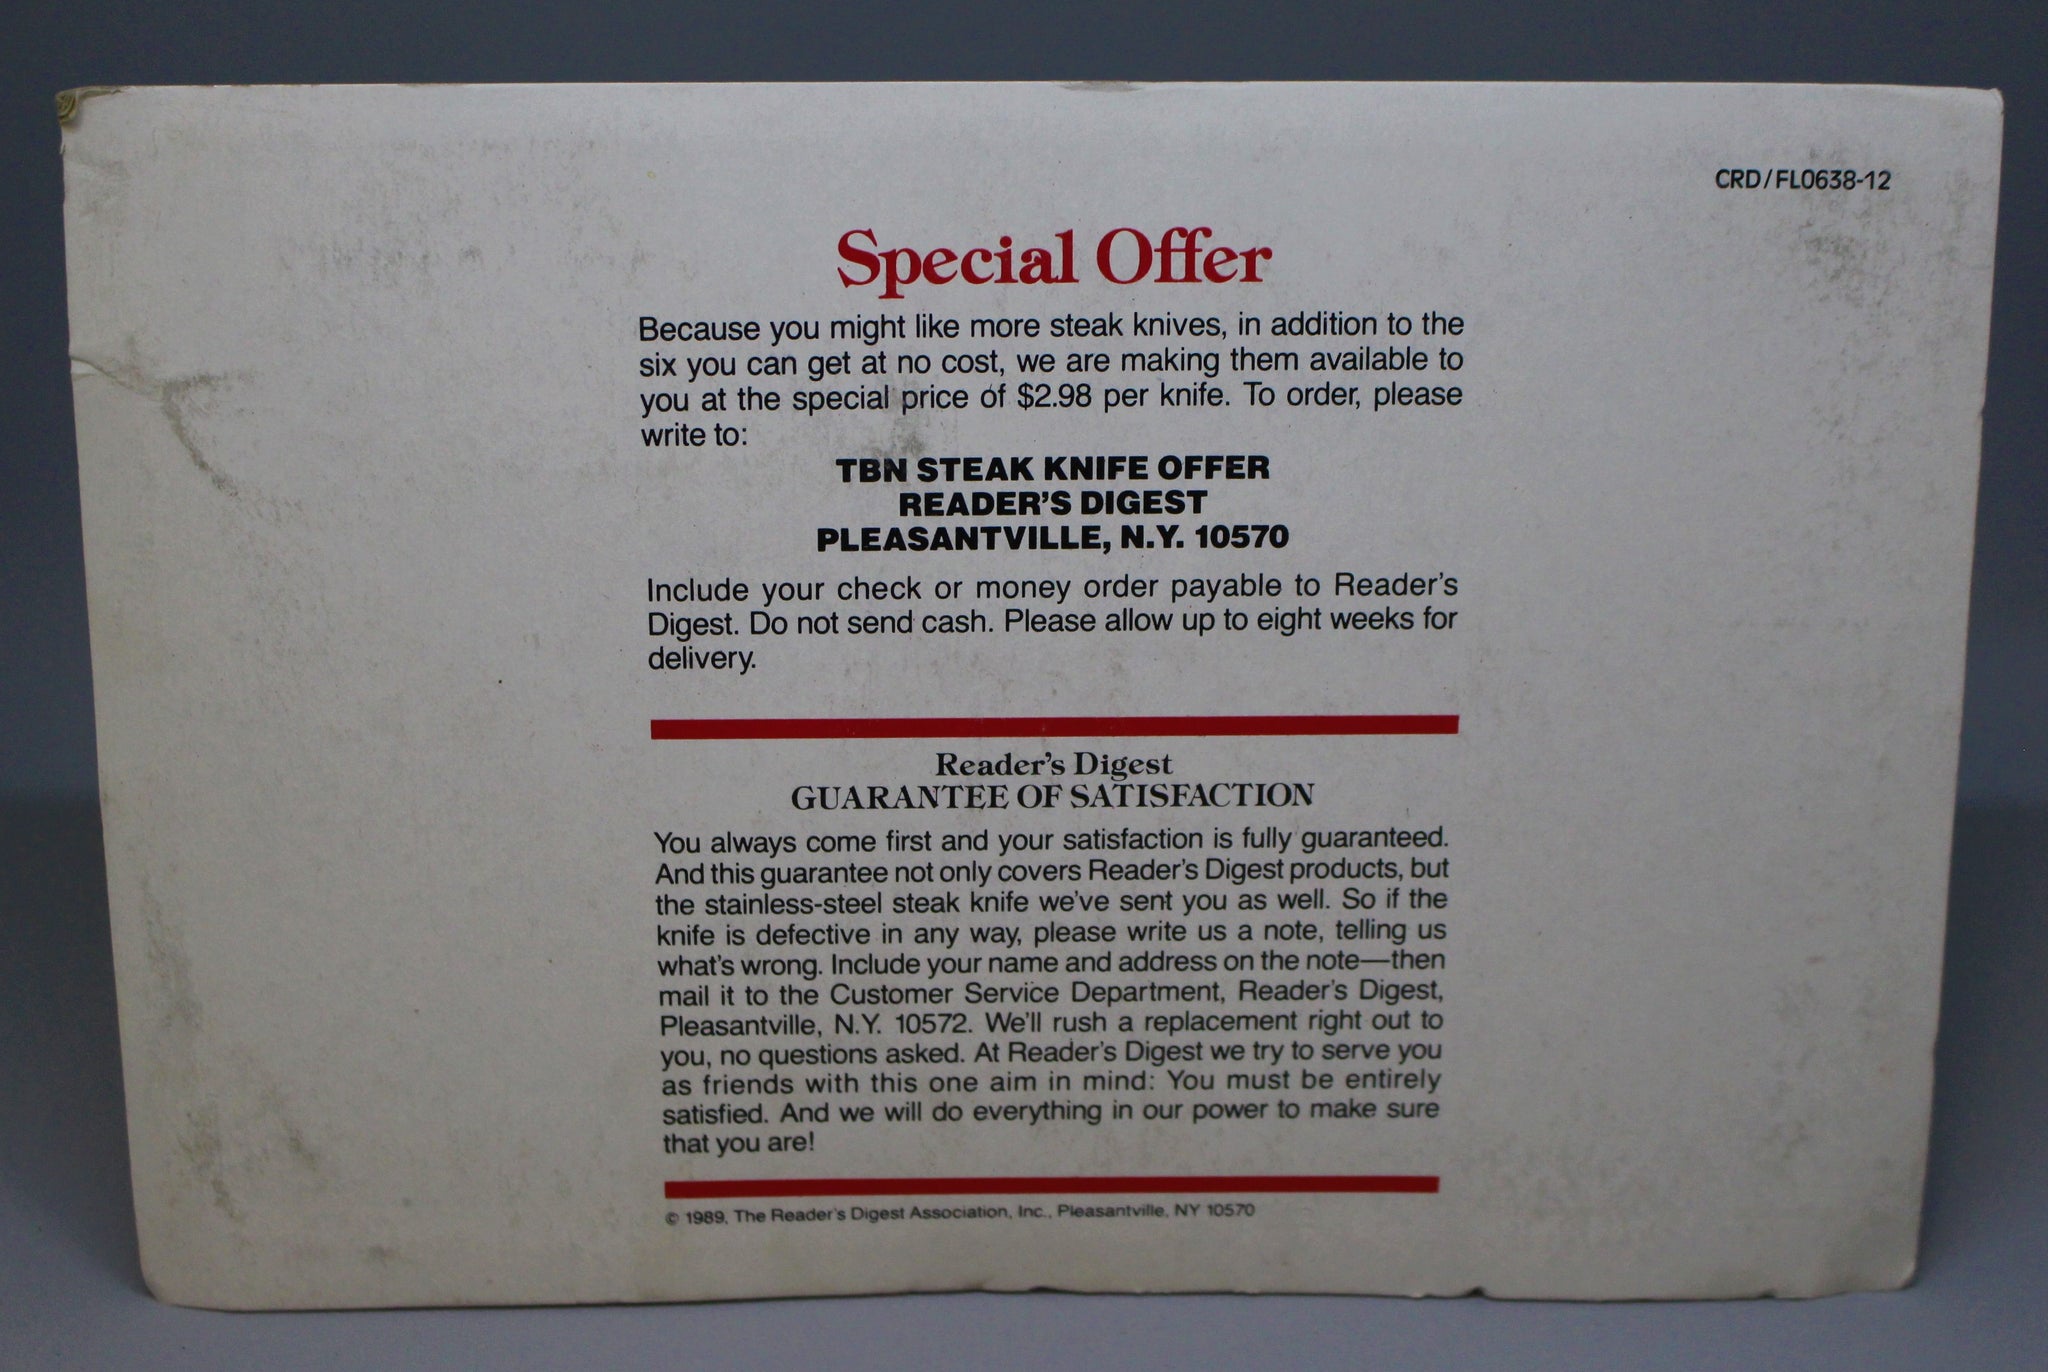 CRD/FL0638-12
Special Offer
Because you might like more steak knives, in addition to the
six you can get at no cost, we are making them available to
you at the special price of $2.98 per knife. To order, please
write to:
TBN STEAK KNIFE OFFER
READER'S DIGEST
PLEASANTVILLE, N.Y. 10570
Include your check or money order payable to Reader's
Digest. Do not send cash. Please allow up to eight weeks for
delivery.
Reader's Digest
GUARANTEE OF SATISFACTION
You always come first and your satisfaction is fully guaranteed.
And this guarantee not only covers Reader's Digest products, but
the stainless-steel steak knife we've sent you as well. So if the
knife is defective in any way, please write us a note, telling us
what's wrong. Include your name and address on the note—then
mail it to the Customer Service Department, Reader's Digest,
Pleasantville, N.Y. 10572. We'll rush a replacement right out to
you, no questions asked. At Reader's Digest we try to serve you
as friends with this one aim in mind: You must be entirely
satisfied. And we will do everything in our power to make sure
that you are!
© 1989, The Reader's Digest Association, Inc., Pleasantville, NY 10570